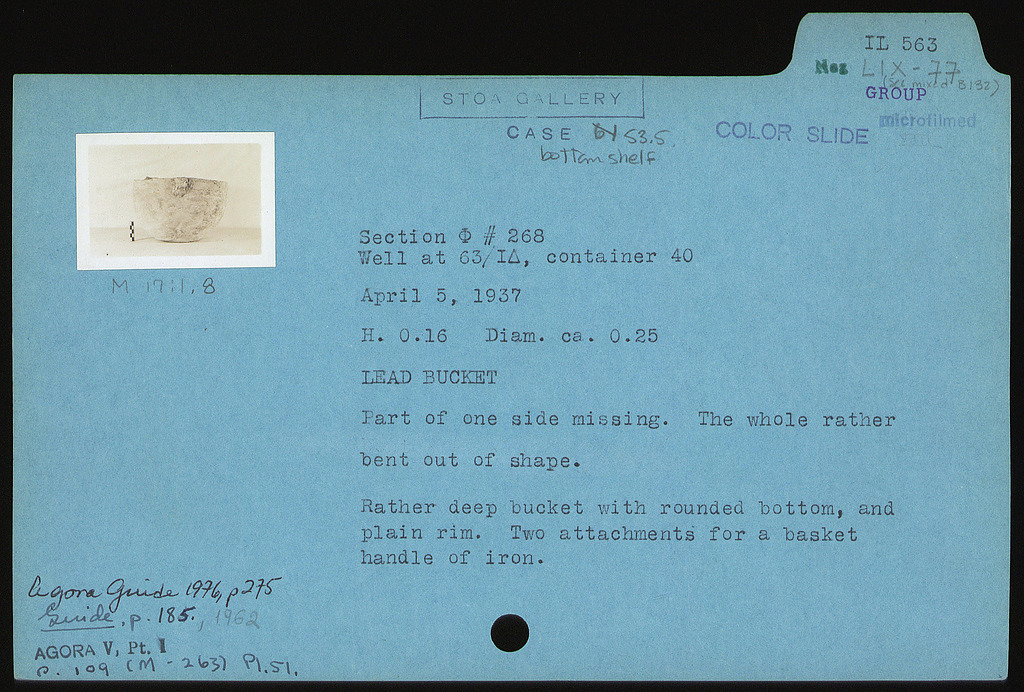 IL 563
Neg LIX-77
(Sic mixed B132)
GROUP
microfilmed
STOA GALLERY
CASE 53.5
bottom shelf
COLOR SLIDE
M 17:1, 8
Section Φ # 268
Well at 63/ΙΔ, container 40
April 5, 1937
H. 0.16 Diam. ca. 0.25
LEAD BUCKET
Part of one side missing. The whole rather
bent out of shape.
Rather deep bucket with rounded bottom, and
plain rim. Two attachments for a basket
handle of iron.
Agora Guide 1976, p 275
Guide, p. 185., 1962
AGORA V, Pt. I
p. 109 (M-263) Pl. 51.